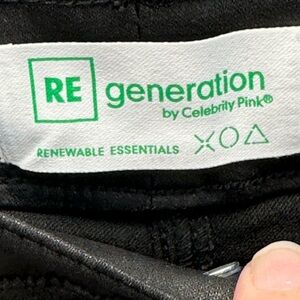 RE generation
by Celebrity Pink®
RENEWABLE ESSENTIALS